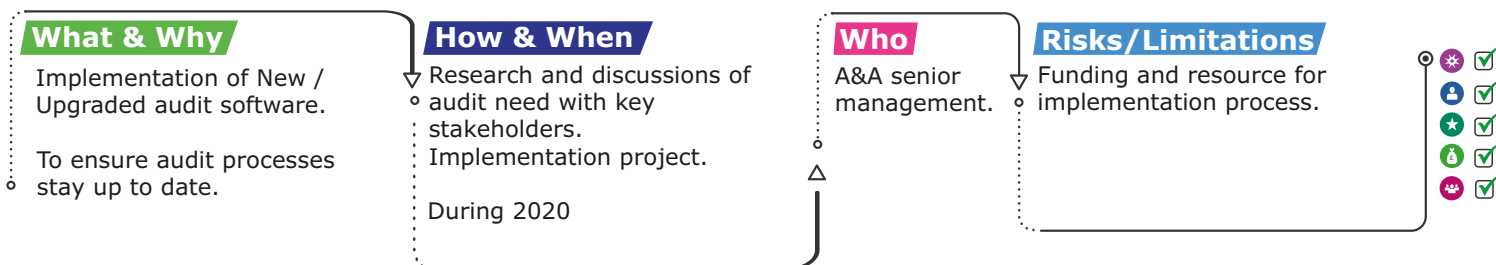 What & Why
Implementation of New /
Upgraded audit software.
To ensure audit processes
stay up to date.
How & When
Research and discussions of
audit need with key
stakeholders.
Implementation project.
During 2020
Who
A&A senior
management.
Risks/Limitations
Funding and resource for
implementation process.